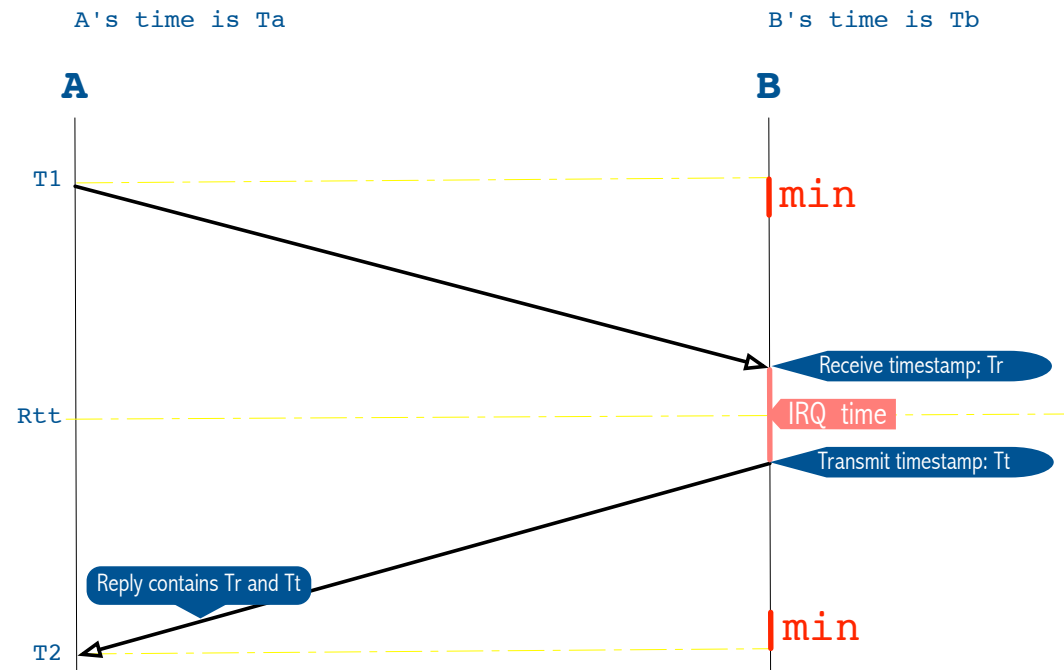 A's time is Ta
B's time is Tb
A
B
T1
min
Receive timestamp: Tr
Rtt
IRQ time
Transmit timestamp: Tt
Reply contains Tr and Tt
min
T2